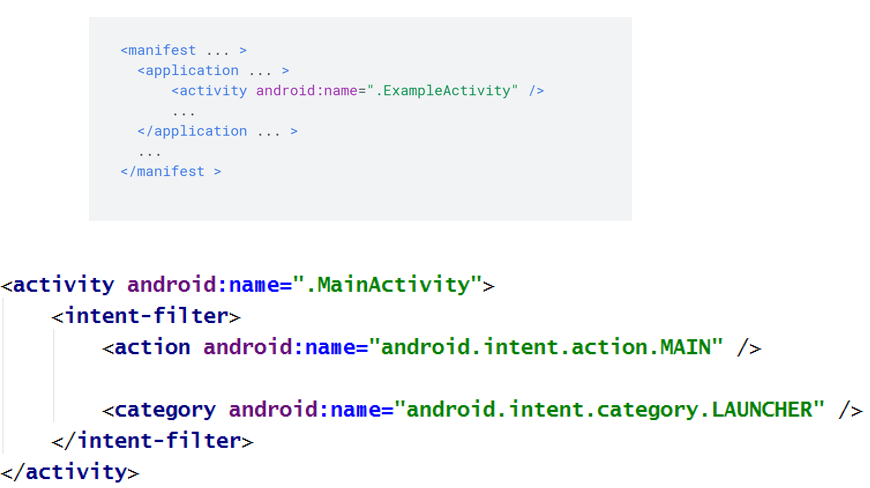 <manifest ... >
<application ... >
<activity android:name=".ExampleActivity" />
...
</application ... >
...
</manifest >
<activity android:name=".MainActivity">
<intent-filter>
<action android:name="android.intent.action.MAIN" />
<category android:name="android.intent.category.LAUNCHER" />
</intent-filter>
</activity>